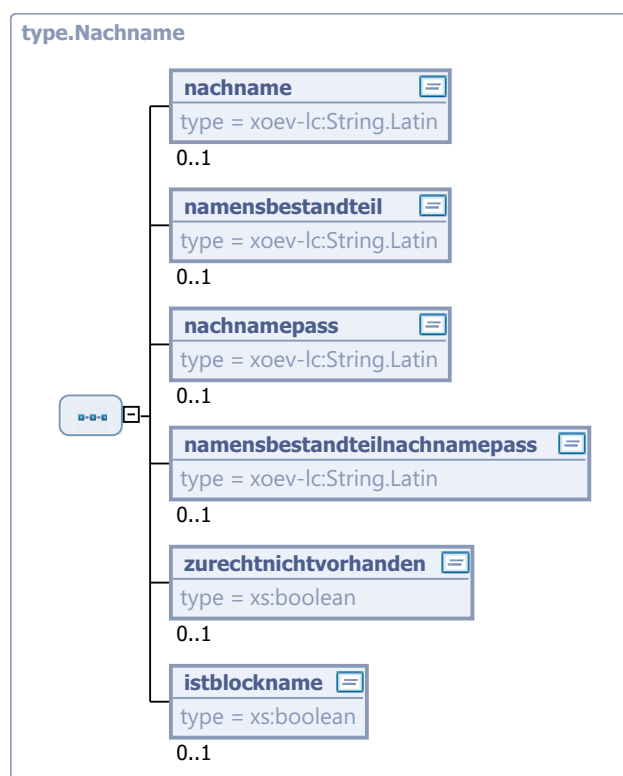 type.Nachname
nachname
type = xoev-lc:String.Latin
0..1
namensbestandteil
type = xoev-lc:String.Latin
0..1
nachnamepass
type = xoev-lc:String.Latin
0..1
namensbestandteilnachnamepass
type = xoev-lc:String.Latin
0..1
zurechtnichtvorhanden
type = xs:boolean
0..1
istblockname
type = xs:boolean
0..1